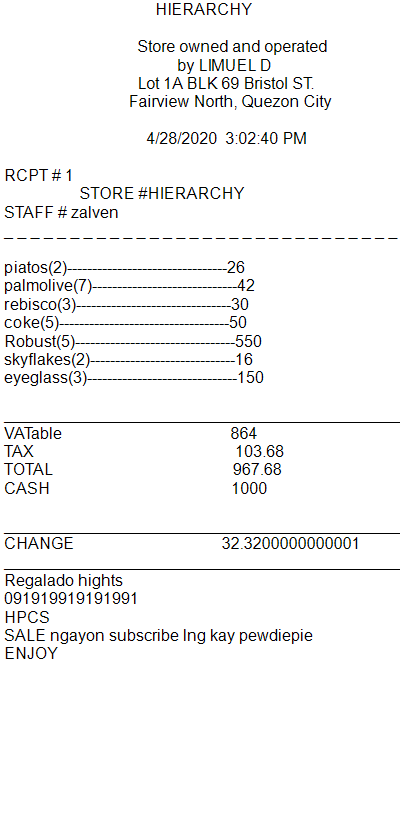 HIERARCHY
Store owned and operated
by LIMUEL D
Lot 1A BLK 69 Bristol ST.
Fairview North, Quezon City
4/28/2020  3:02:40 PM
RCPT # 1
STORE #HIERARCHY
STAFF # zalven
_ _ _ _ _ _ _ _ _ _ _ _ _ _ _ _ _ _ _ _ _ _ _ _ _ _ _ _ _ _
piatos(2)--------------------------------26
palmolive(7)-----------------------------42
rebisco(3)-------------------------------30
coke(5)----------------------------------50
Robust(5)--------------------------------550
skyflakes(2)-----------------------------16
eyeglass(3)------------------------------150
VATable 864
TAX 103.68
TOTAL 967.68
CASH 1000
CHANGE 32.3200000000001
Regalado hights
091919919191991
HPCS
SALE ngayon subscribe lng kay pewdiepie
ENJOY